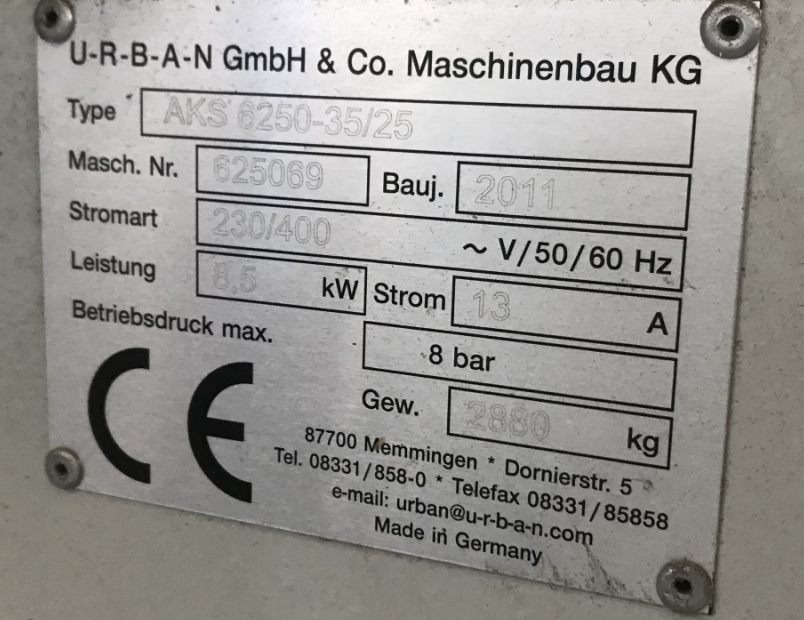 U-R-B-A-N GmbH & Co. Maschinenbau KG
Type AKS 6250-35/25
Masch. Nr. 625069 Bauj. 2011
Stromart 230/400 ~ V/50/60 Hz
Leistung 8,5 kW Strom 13 A
Betriebsdruck max. 8 bar
Gew. 2880 kg
CE
87700 Memmingen * Dornierstr. 5
Tel. 08331/858-0 * Telefax 08331/85858
e-mail: urban@u-r-b-a-n.com
Made in Germany